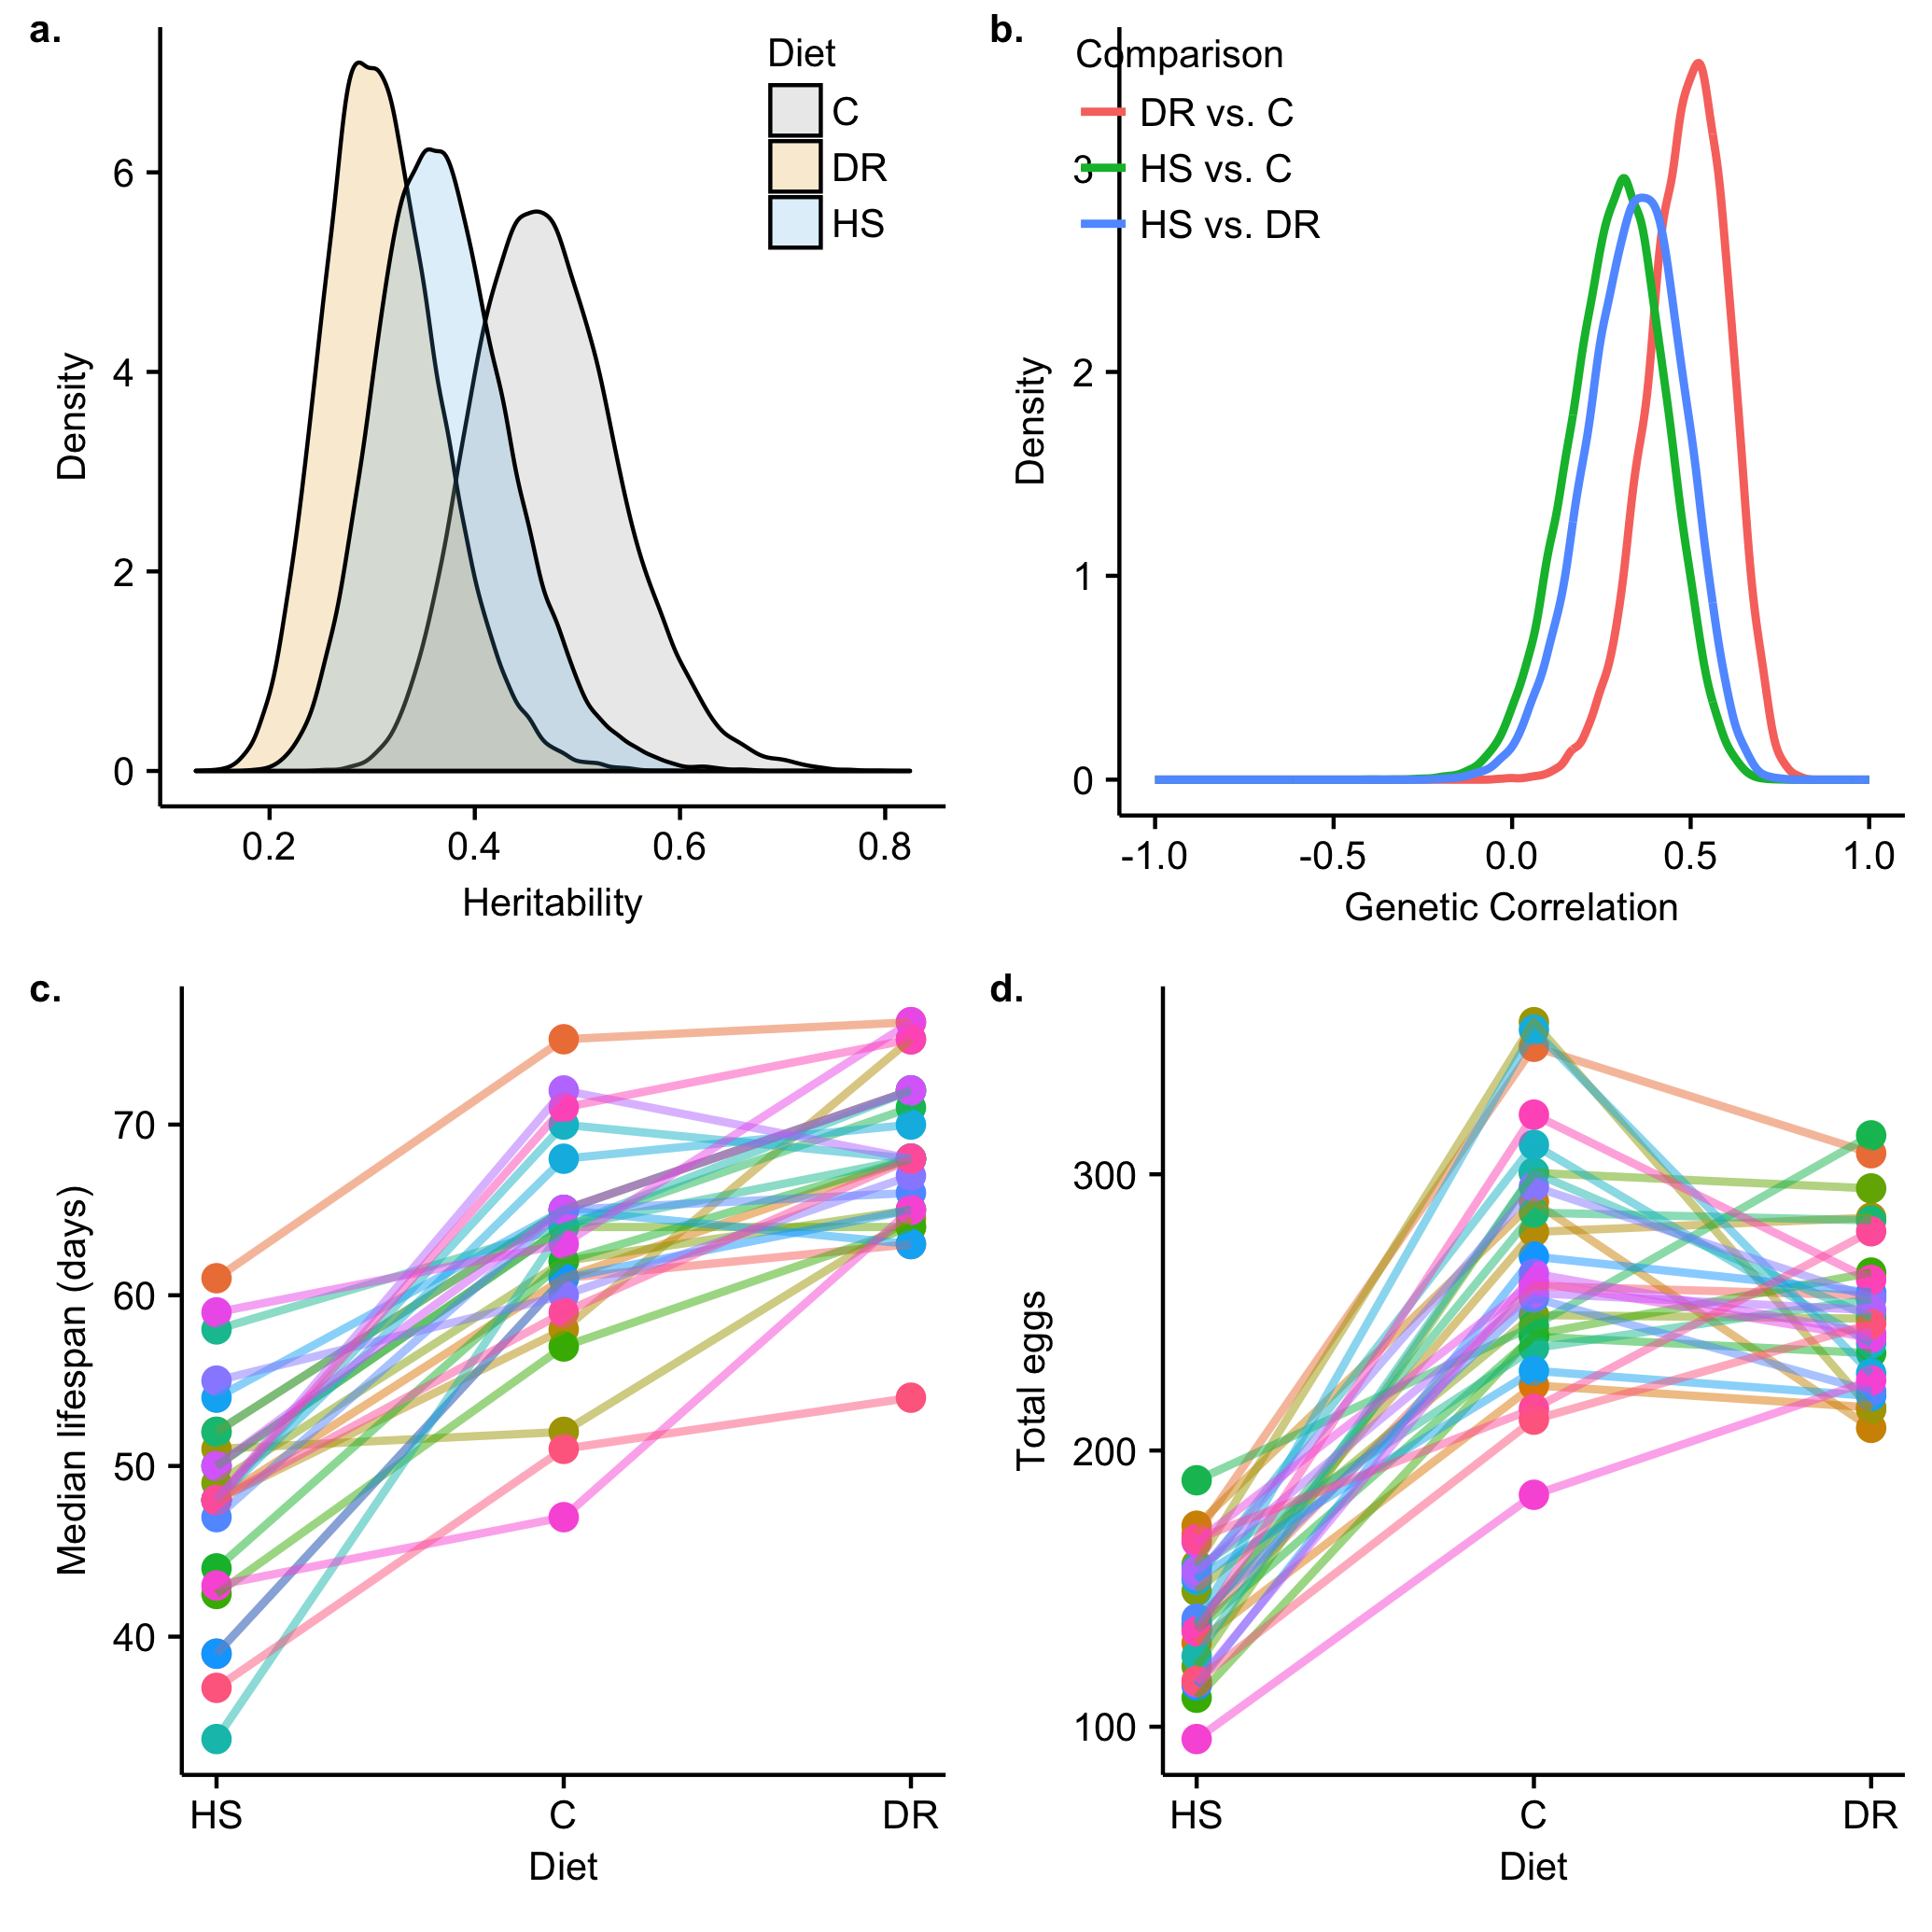 a.
Diet
C
DR
HS
6
4
2
0
Density
0.2 0.4 0.6 0.8
Heritability
b.
Comparison
DR vs. C
HS vs. C
HS vs. DR
3
2
1
0
Density
-1.0 -0.5 0.0 0.5 1.0
Genetic Correlation
c.
70
60
50
40
Median lifespan (days)
HS C DR
Diet
d.
300
200
100
Total eggs
HS C DR
Diet